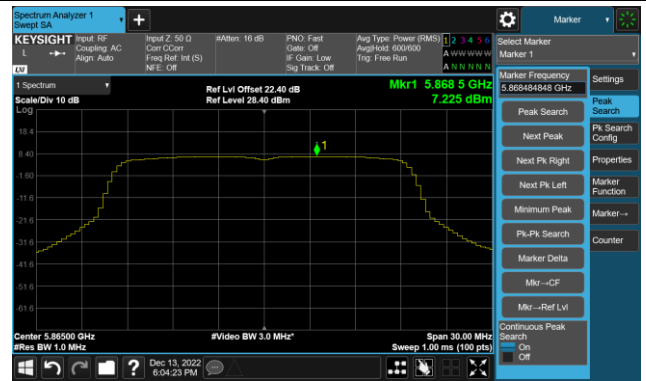 Spectrum Analyzer 1
Swept SA
Marker
KEYSIGHT
L
LXI
Input: RF
Coupling: AC
Align: Auto
Input Z: 50 Ω
Corr CCorr
Freq Ref: Int (S)
NFE: Off
#Atten: 16 dB
PNO: Fast
Gate: Off
IF Gain: Low
Sig Track: Off
Avg Type: Power (RMS)
Avg|Hold: 600/600
Trig: Free Run
1 2 3 4 5 6
A W W W W W
A N N N N N
Select Marker
Marker 1
1 Spectrum
Scale/Div 10 dB
Log
Ref Lvl Offset 22.40 dB
Ref Level 28.40 dBm
Mkr1 5.868 5 GHz
7.225 dBm
18.4
8.40
-1.60
-11.6
-21.6
-31.6
-41.6
-51.6
-61.6
1
Center 5.86500 GHz
#Res BW 1.0 MHz
#Video BW 3.0 MHz*
Span 30.00 MHz
Sweep 1.00 ms (100 pts)
Marker Frequency
5.868484848 GHz
Peak Search
Next Peak
Next Pk Right
Next Pk Left
Minimum Peak
Pk-Pk Search
Marker Delta
Mkr→CF
Mkr→Ref Lvl
Continuous Peak
Search
On
Off
Settings
Peak
Search
Pk Search
Config
Properties
Marker
Function
Marker→
Counter
?
Dec 13, 2022
6:04:23 PM